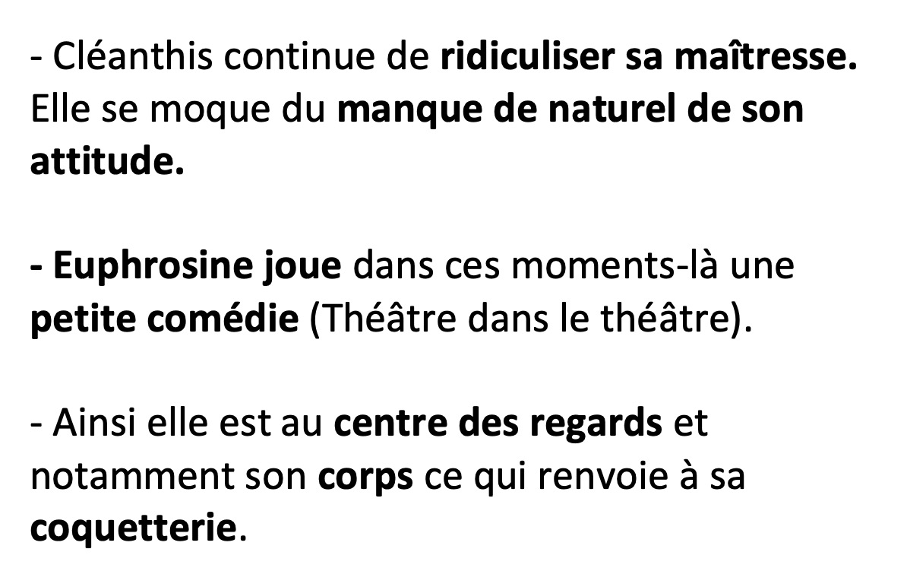 - Cléanthis continue de ridiculiser sa maîtresse.
Elle se moque du manque de naturel de son
attitude.
- Euphrosine joue dans ces moments-là une
petite comédie (Théâtre dans le théâtre).
- Ainsi elle est au centre des regards et
notamment son corps ce qui renvoie à sa
coquetterie.